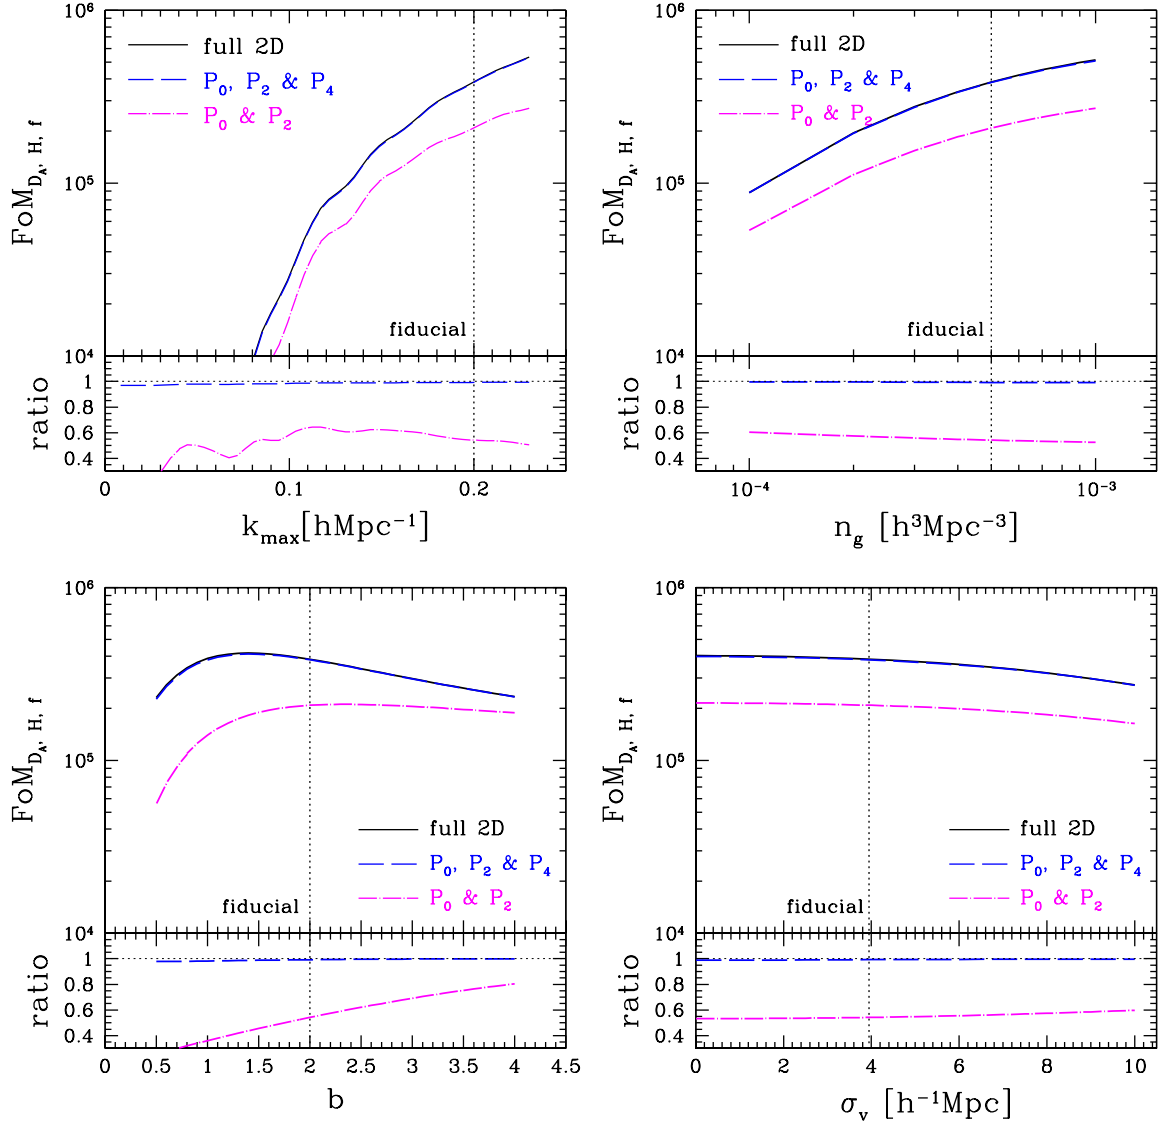 10⁶
full 2D
P₀, P₂ & P₄
P₀ & P₂
10⁵
FoM_{D_A, H, f}
fiducial
10⁴
1
0.8
0.6
0.4
ratio
0 0.1 0.2
k_max[hMpc⁻¹]
10⁶
full 2D
P₀, P₂ & P₄
P₀ & P₂
10⁵
FoM_{D_A, H, f}
fiducial
10⁴
1
0.8
0.6
0.4
ratio
10⁻⁴ 10⁻³
n_g [h³Mpc⁻³]
10⁶
FoM_{D_A, H, f}
10⁵
full 2D
P₀, P₂ & P₄
P₀ & P₂
fiducial
10⁴
1
0.8
0.6
0.4
ratio
0 0.5 1 1.5 2 2.5 3 3.5 4 4.5
b
10⁶
FoM_{D_A, H, f}
10⁵
full 2D
P₀, P₂ & P₄
P₀ & P₂
fiducial
10⁴
1
0.8
0.6
0.4
ratio
0 2 4 6 8 10
σ_v [h⁻¹Mpc]